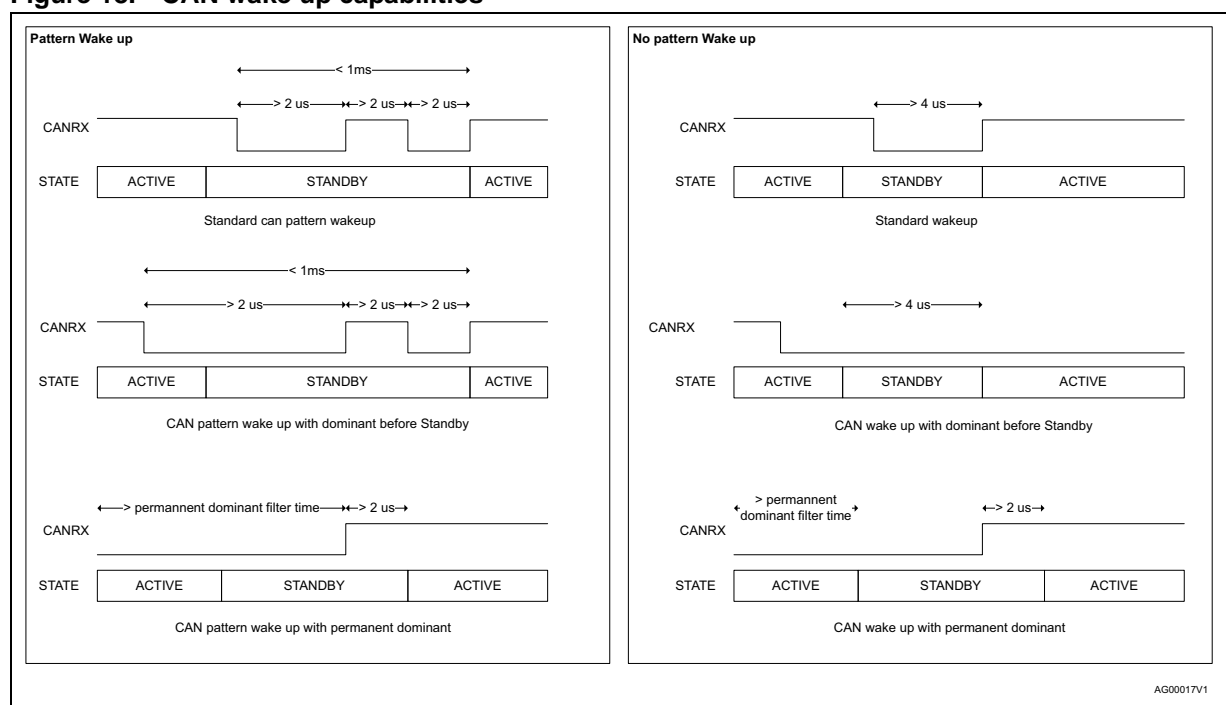 Pattern Wake up
< 1ms
> 2 us > 2 us > 2 us
CANRX
STATE ACTIVE STANDBY ACTIVE
Standard can pattern wakeup
< 1ms
> 2 us > 2 us > 2 us
CANRX
STATE ACTIVE STANDBY ACTIVE
CAN pattern wake up with dominant before Standby
> permannent dominant filter time > 2 us
CANRX
STATE ACTIVE STANDBY ACTIVE
CAN pattern wake up with permanent dominant
No pattern Wake up
> 4 us
CANRX
STATE ACTIVE STANDBY ACTIVE
Standard wakeup
> 4 us
CANRX
STATE ACTIVE STANDBY ACTIVE
CAN wake up with dominant before Standby
> permannent
dominant filter time > 2 us
CANRX
STATE ACTIVE STANDBY ACTIVE
CAN wake up with permanent dominant
AG00017V1